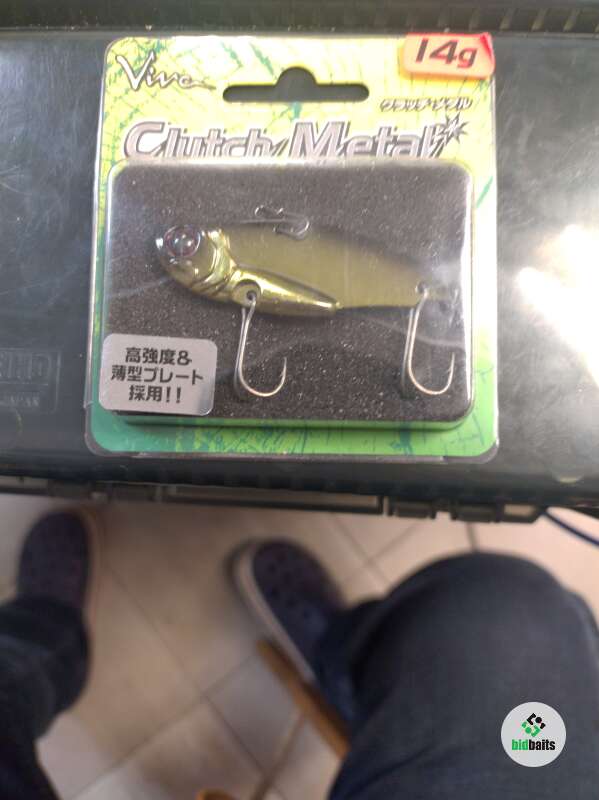 Viva
14g
クラッチ・メタル
Clutch Metal
高強度&
薄型プレート
採用!!
JAPAN
bidbaits